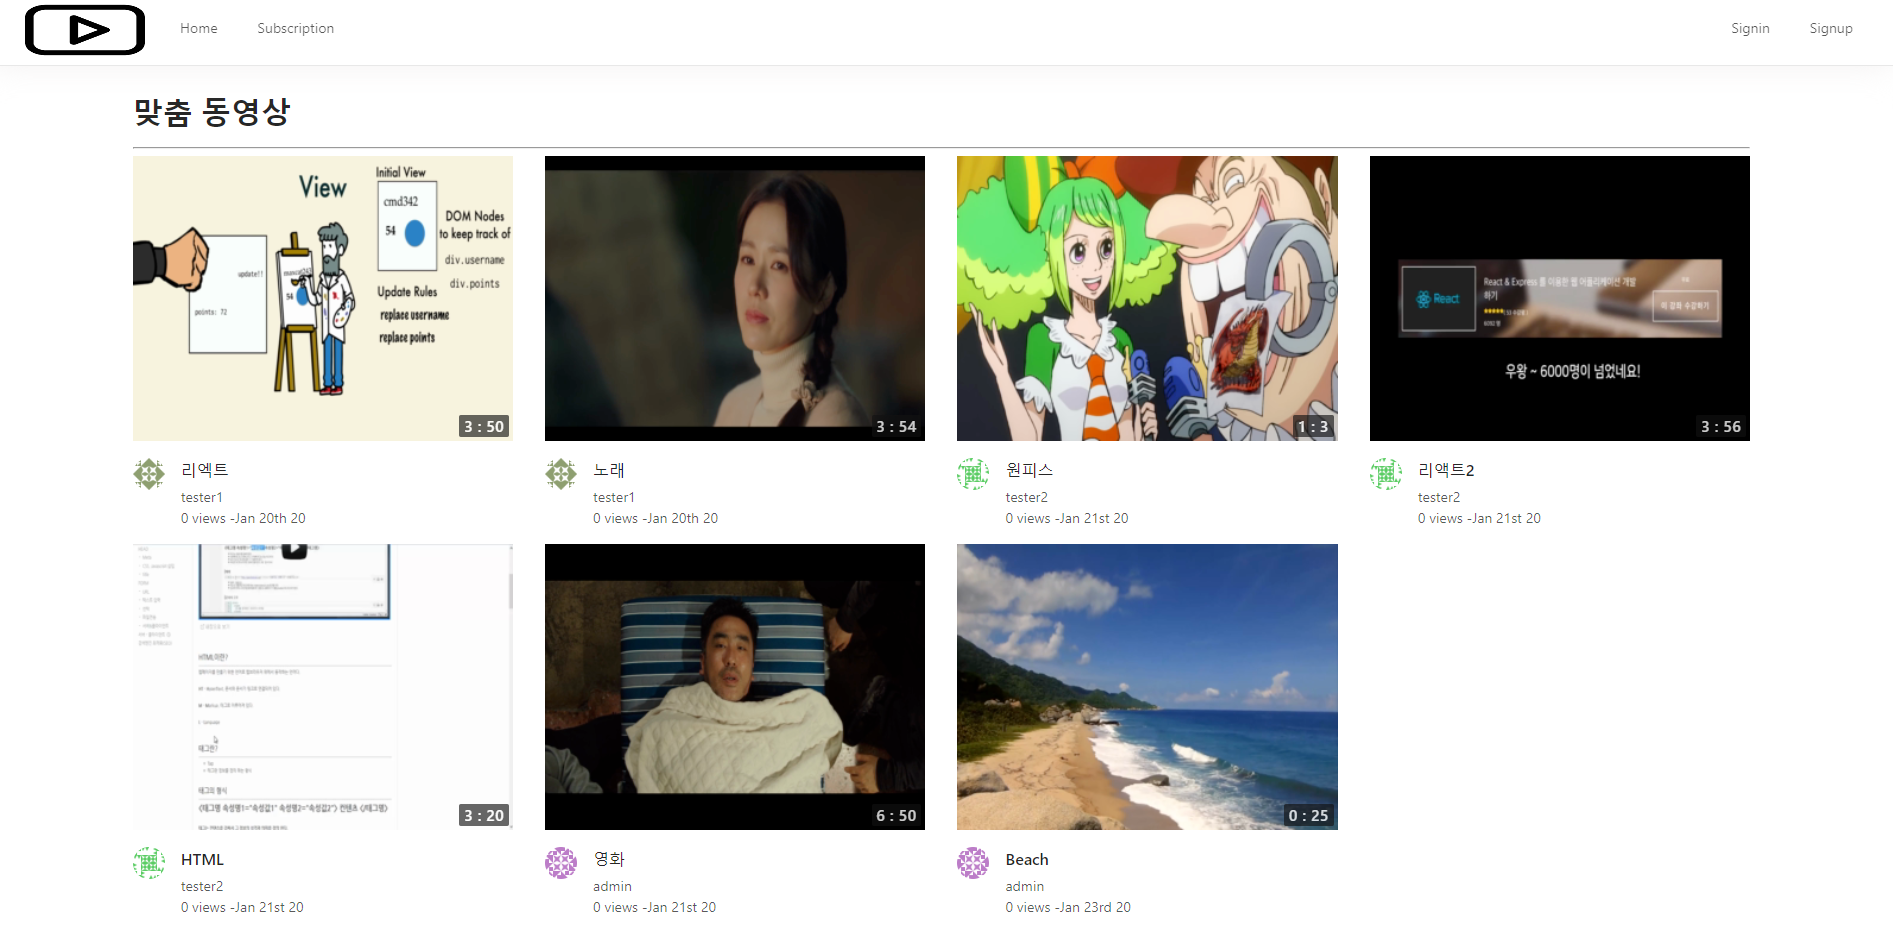 Home
Subscription
Signin
Signup
맞춤 동영상
View
Initial View
cmd342
54
DOM Nodes
to keep track of
div.username
div.points
update!!
54
points: 72
Update Rules
replace username
replace points
3 : 50
3 : 54
1 : 3
React
React & Express 를 이용한 웹 어플리케이션 개발
하기
이 강좌 수강하기
우왕 ~ 6000명이 넘었네요!
3 : 56
리엑트
tester1
0 views -Jan 20th 20
노래
tester1
0 views -Jan 20th 20
원피스
tester2
0 views -Jan 21st 20
리액트2
tester2
0 views -Jan 21st 20
HTML이란?
태그란?
태그의 형식
<태그명 속성명1="속성값1" 속성명2="속성값2"> 컨텐츠 </태그명>
3 : 20
6 : 50
0 : 25
HTML
tester2
0 views -Jan 21st 20
영화
admin
0 views -Jan 21st 20
Beach
admin
0 views -Jan 23rd 20